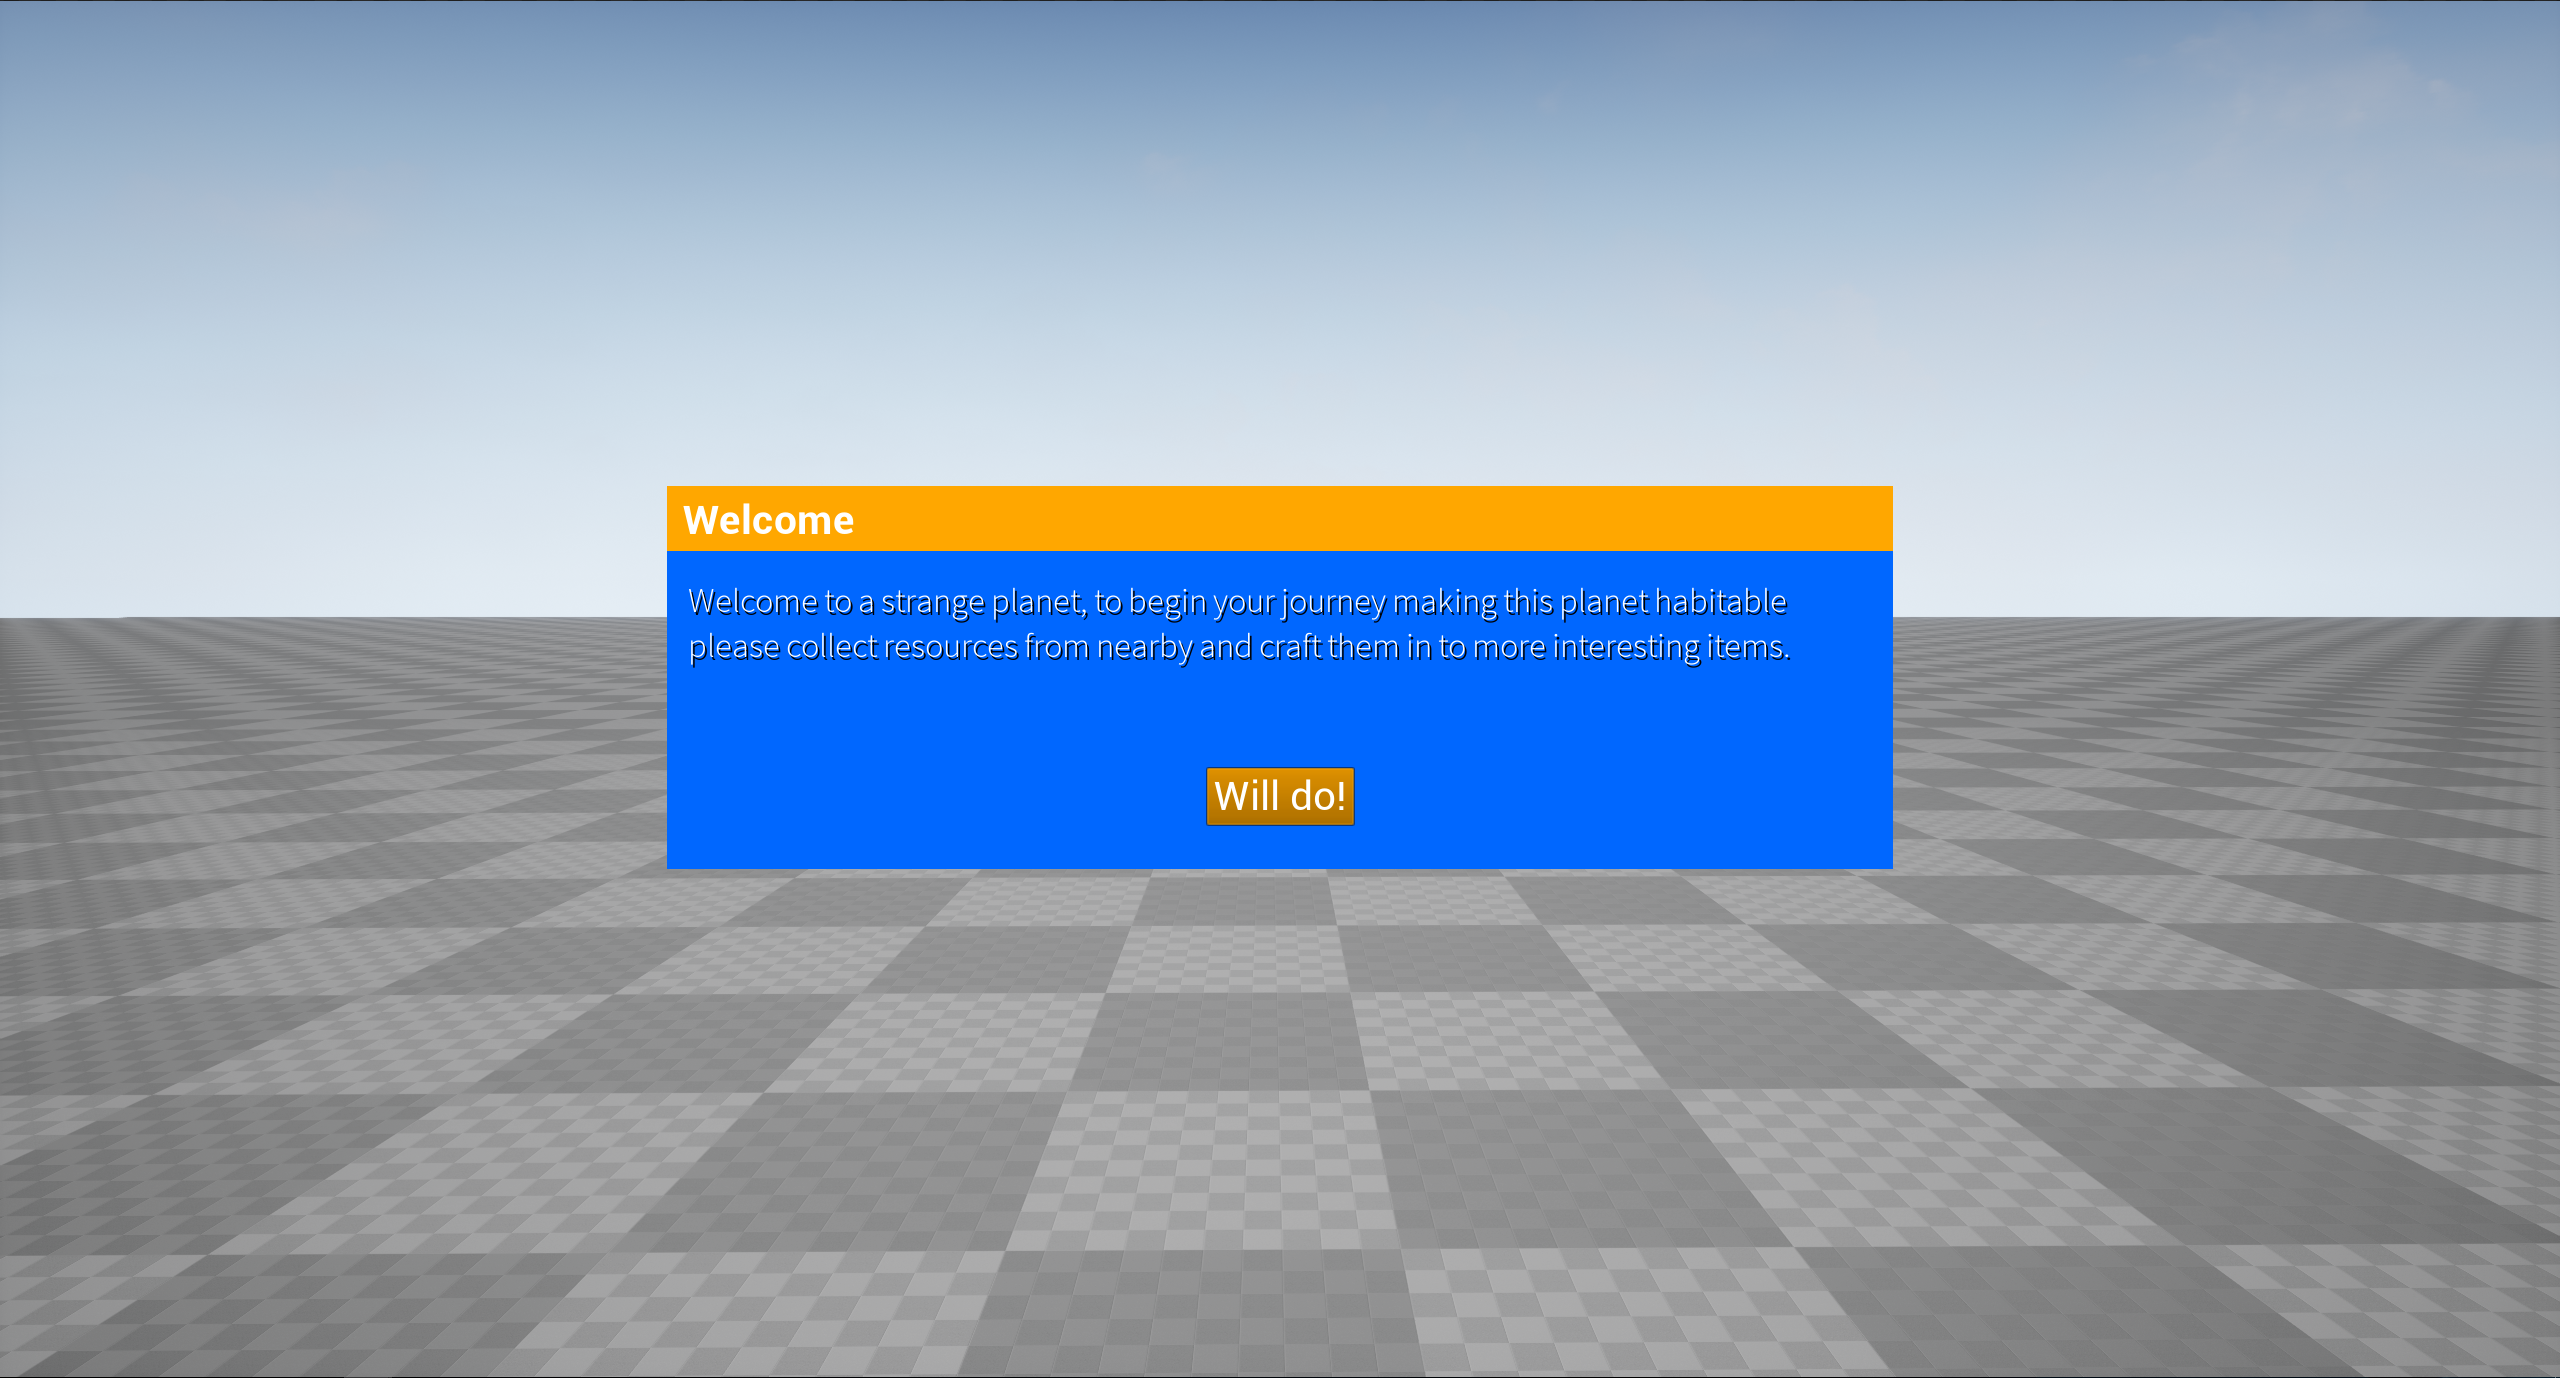 Welcome
Welcome to a strange planet, to begin your journey making this planet habitable
please collect resources from nearby and craft them in to more interesting items.
Will do!